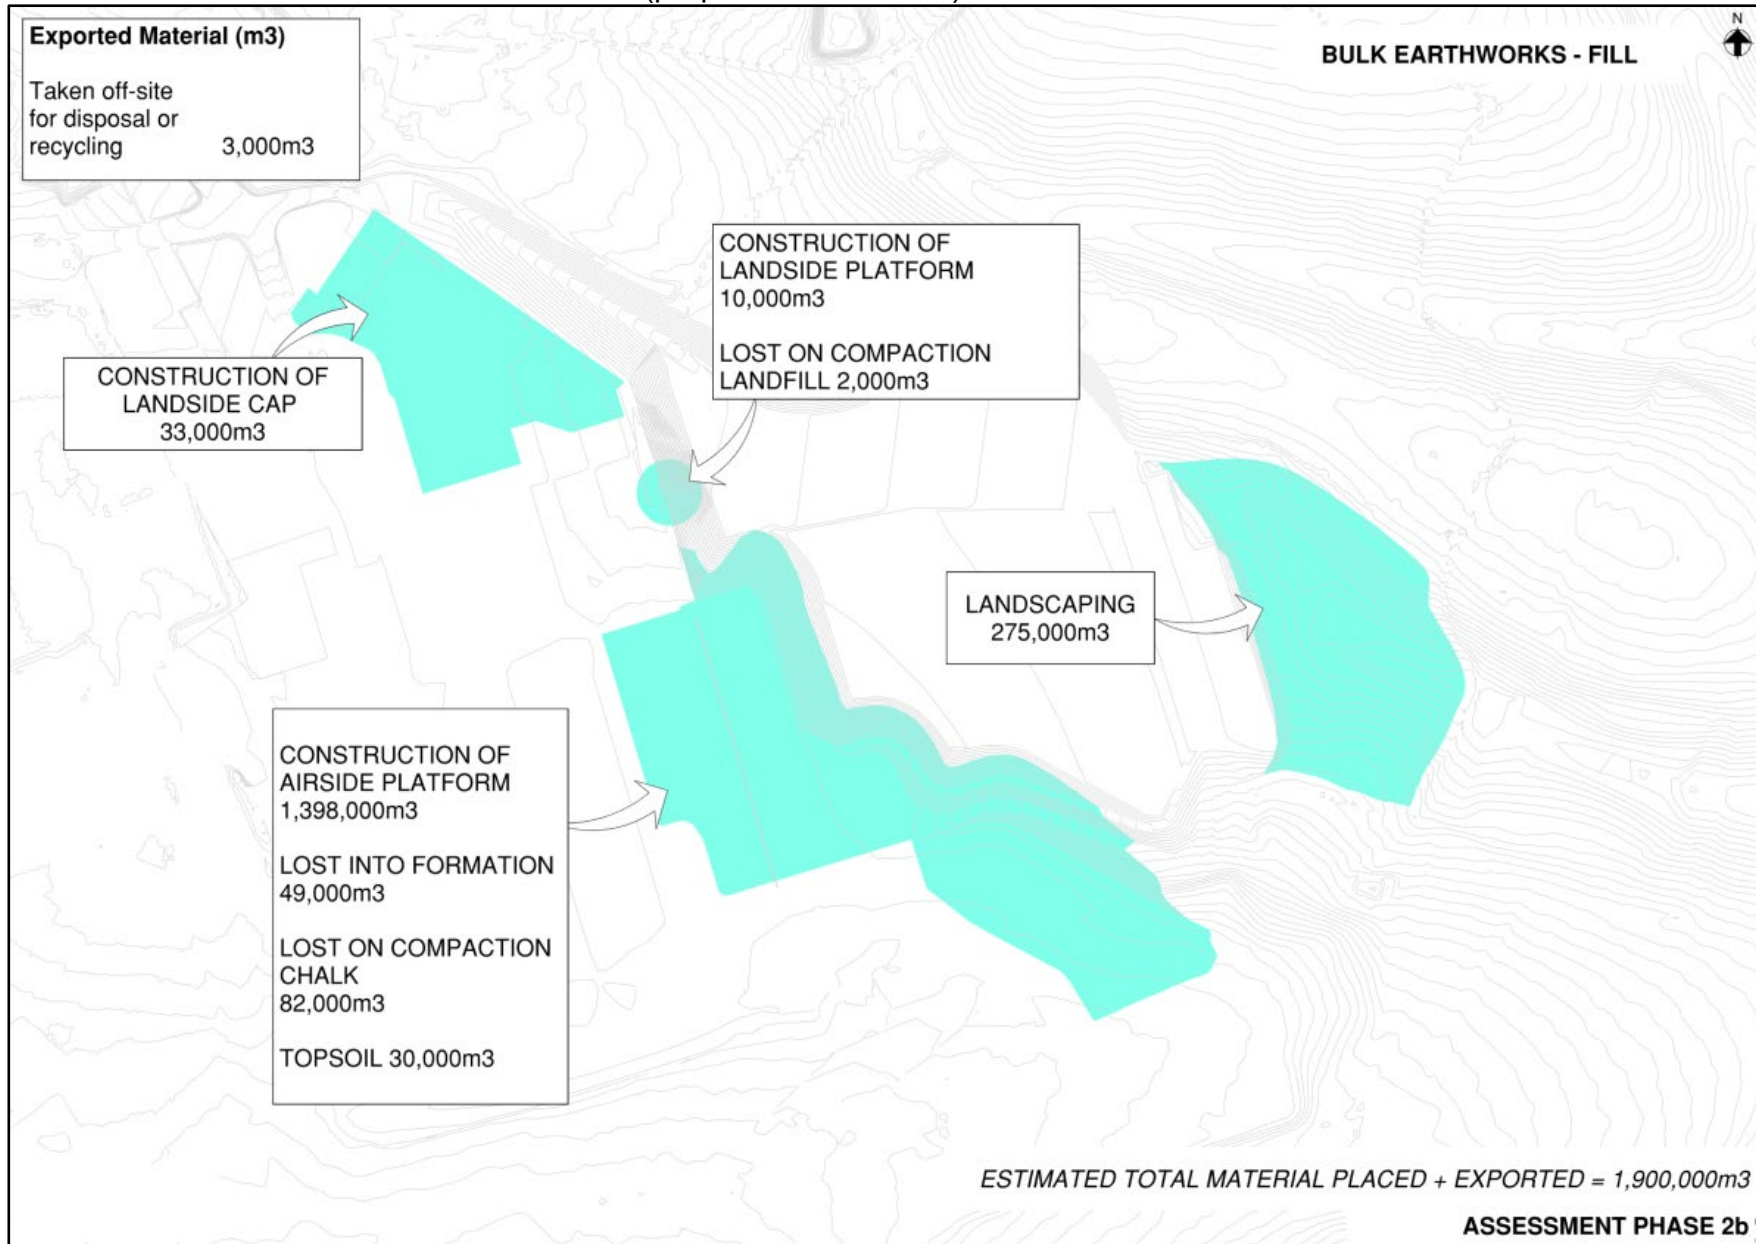 Exported Material (m3)
Taken off-site
for disposal or
recycling 3,000m3
N
BULK EARTHWORKS - FILL
CONSTRUCTION OF
LANDSIDE PLATFORM
10,000m3
LOST ON COMPACTION
LANDFILL 2,000m3
CONSTRUCTION OF
LANDSIDE CAP
33,000m3
LANDSCAPING
275,000m3
CONSTRUCTION OF
AIRSIDE PLATFORM
1,398,000m3
LOST INTO FORMATION
49,000m3
LOST ON COMPACTION
CHALK
82,000m3
TOPSOIL 30,000m3
ESTIMATED TOTAL MATERIAL PLACED + EXPORTED = 1,900,000m3
ASSESSMENT PHASE 2b